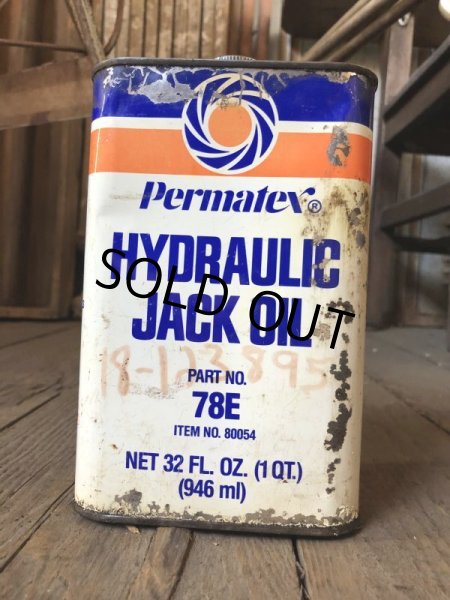 Permatex®
HYDRAULIC
JACK OIL
SOLD OUT
18-123895
PART NO.
78E
ITEM NO. 80054
NET 32 FL. OZ. (1 QT.)
(946 ml)